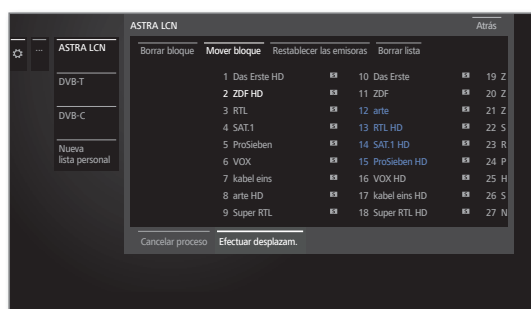 ASTRA LCN Atrás
... ASTRA LCN
DVB-T
DVB-C
Nueva
lista personal
Borrar bloque Mover bloque Restablecer las emisoras Borrar lista
1 Das Erste HD S 10 Das Erste S 19 Z
2 ZDF HD S 11 ZDF S 20 Z
3 RTL S 12 arte S 21 Z
4 SAT.1 S 13 RTL HD S 22 S
5 ProSieben S 14 SAT.1 HD S 23 R
6 VOX S 15 ProSieben HD S 24 P
7 kabel eins S 16 VOX HD S 25 H
8 arte HD S 17 kabel eins HD S 26 S
9 Super RTL S 18 Super RTL HD S 27 N
Cancelar proceso Efectuar desplazam.